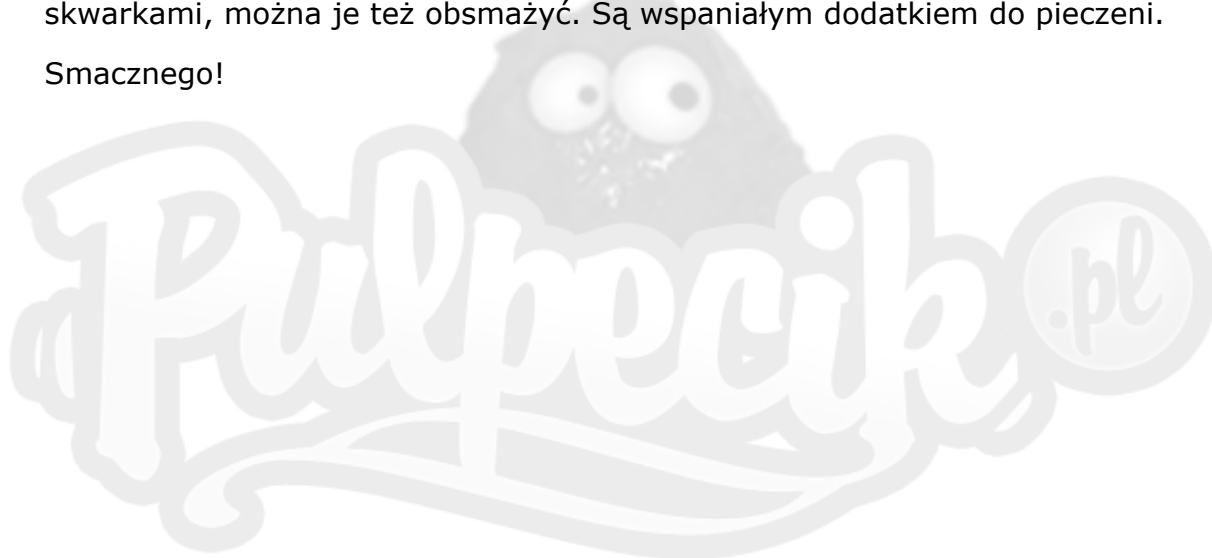 skwarkami, można je też obsmażyć. Są wspaniałym dodatkiem do pieczeni.
Smacznego!
Pulpecik.pl